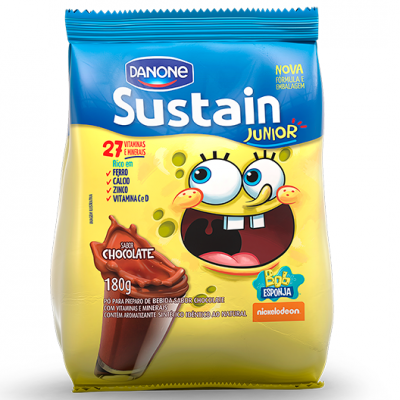 DANONE
NOVA
FÓRMULA E
EMBALAGEM
Sustain
JUNIOR
27 VITAMINAS
E MINERAIS
Rico em
FERRO
CÁLCIO
ZINCO
VITAMINA C e D
SABOR
CHOCOLATE
180g
PÓ PARA PREPARO DE BEBIDA SABOR CHOCOLATE
COM VITAMINAS E MINERAIS
CONTÉM AROMATIZANTE SINTÉTICO IDÊNTICO AO NATURAL
Bob
ESPONJA
nickelodeon